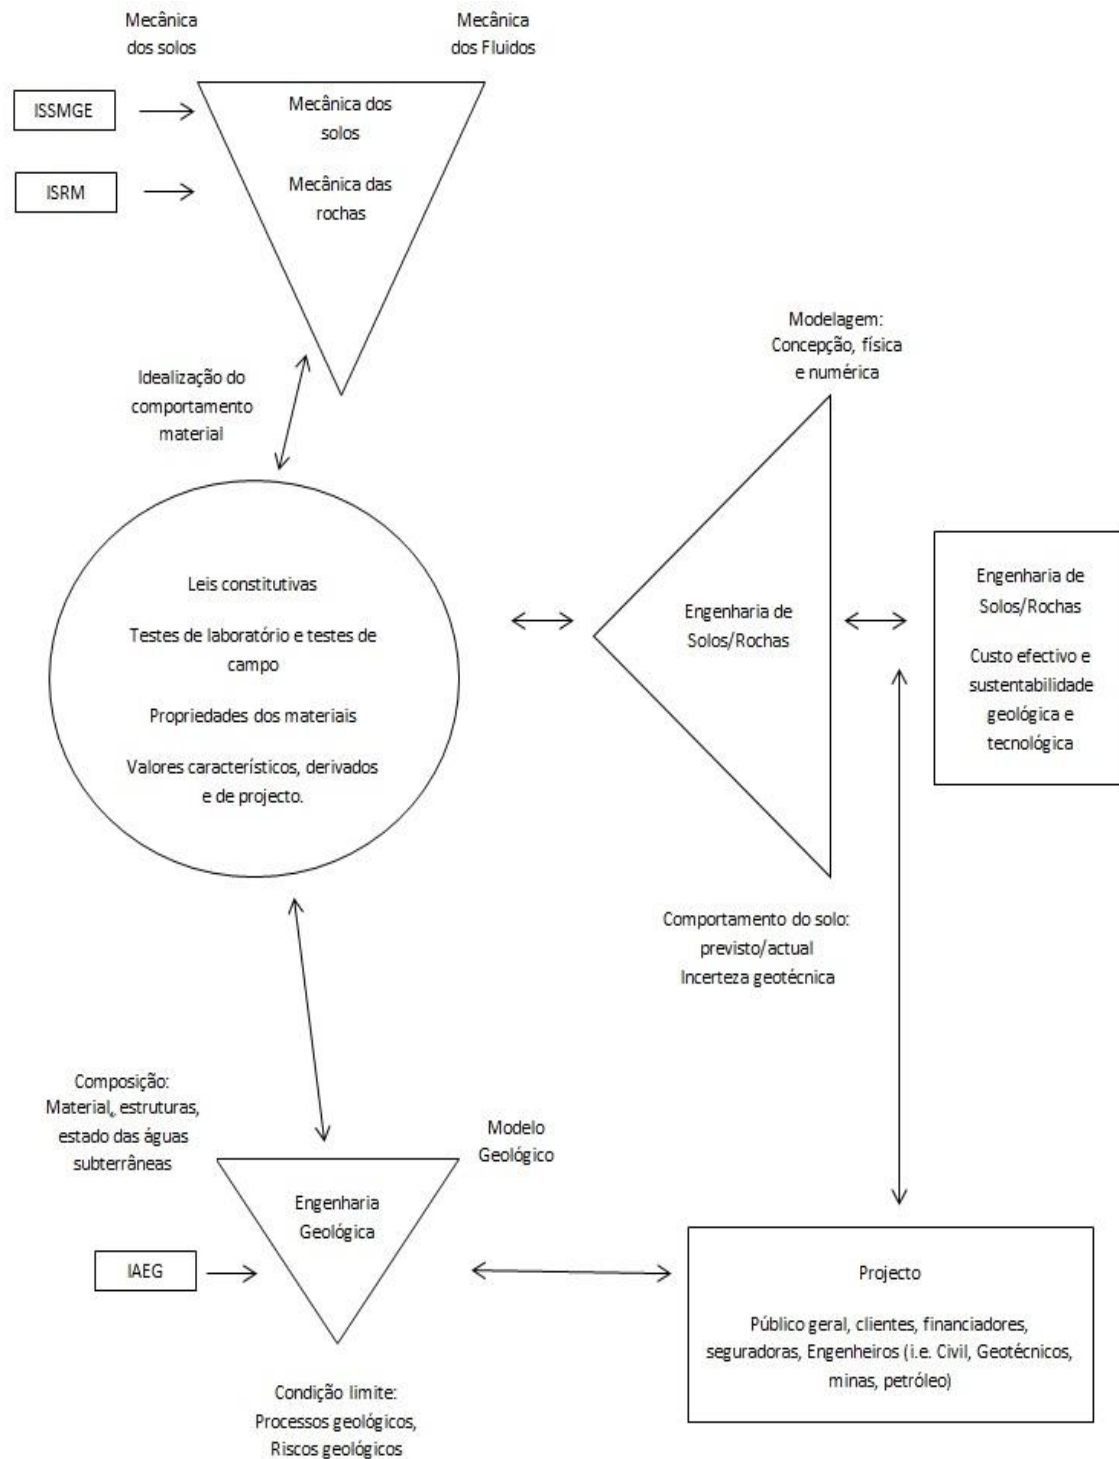 Mecânica
dos solos
Mecânica
dos Fluidos
ISSMGE
Mecânica dos
solos
ISRM
Mecânica das
rochas
Modelagem:
Concepção, física
e numérica
Idealização do
comportamento
material
Leis constitutivas
Testes de laboratório e testes de
campo
Propriedades dos materiais
Valores característicos, derivados
e de projecto.
Engenharia de
Solos/Rochas
Engenharia de
Solos/Rochas
Custo efectivo e
sustentabilidade
geológica e
tecnológica
Comportamento do solo:
previsto/actual
Incerteza geotécnica
Composição:
Material, estruturas,
estado das águas
subterrâneas
Modelo
Geológico
Engenharia
Geológica
IAEG
Projecto
Público geral, clientes, financiadores,
seguradoras, Engenheiros (i.e. Civil, Geotécnicos,
minas, petróleo)
Condição limite:
Processos geológicos,
Riscos geológicos